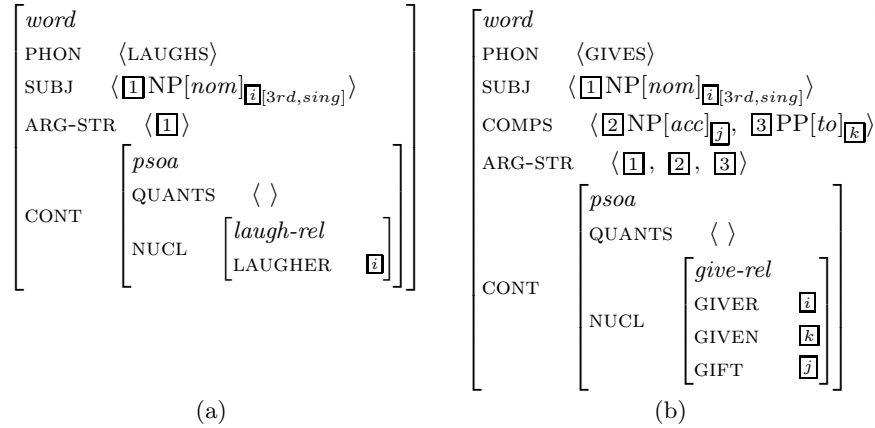 word
PHON ⟨LAUGHS⟩
SUBJ ⟨ 1 NP[nom] i [3rd,sing] ⟩
ARG-STR ⟨ 1 ⟩
CONT
psoa
QUANTS ⟨ ⟩
NUCL
laugh-rel
LAUGHER i
(a)
word
PHON ⟨GIVES⟩
SUBJ ⟨ 1 NP[nom] i [3rd,sing] ⟩
COMPS ⟨ 2 NP[acc] j , 3 PP[to] k ⟩
ARG-STR ⟨ 1 , 2 , 3 ⟩
CONT
psoa
QUANTS ⟨ ⟩
NUCL
give-rel
GIVER i
GIVEN k
GIFT j
(b)